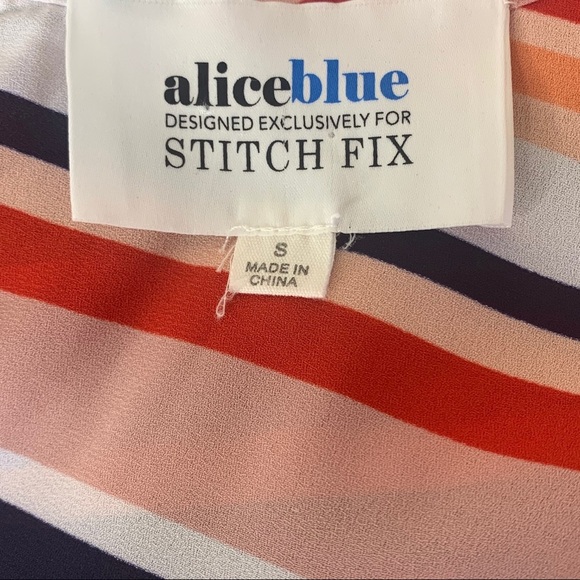 aliceblue
DESIGNED EXCLUSIVELY FOR
STITCH FIX
S
MADE IN
CHINA